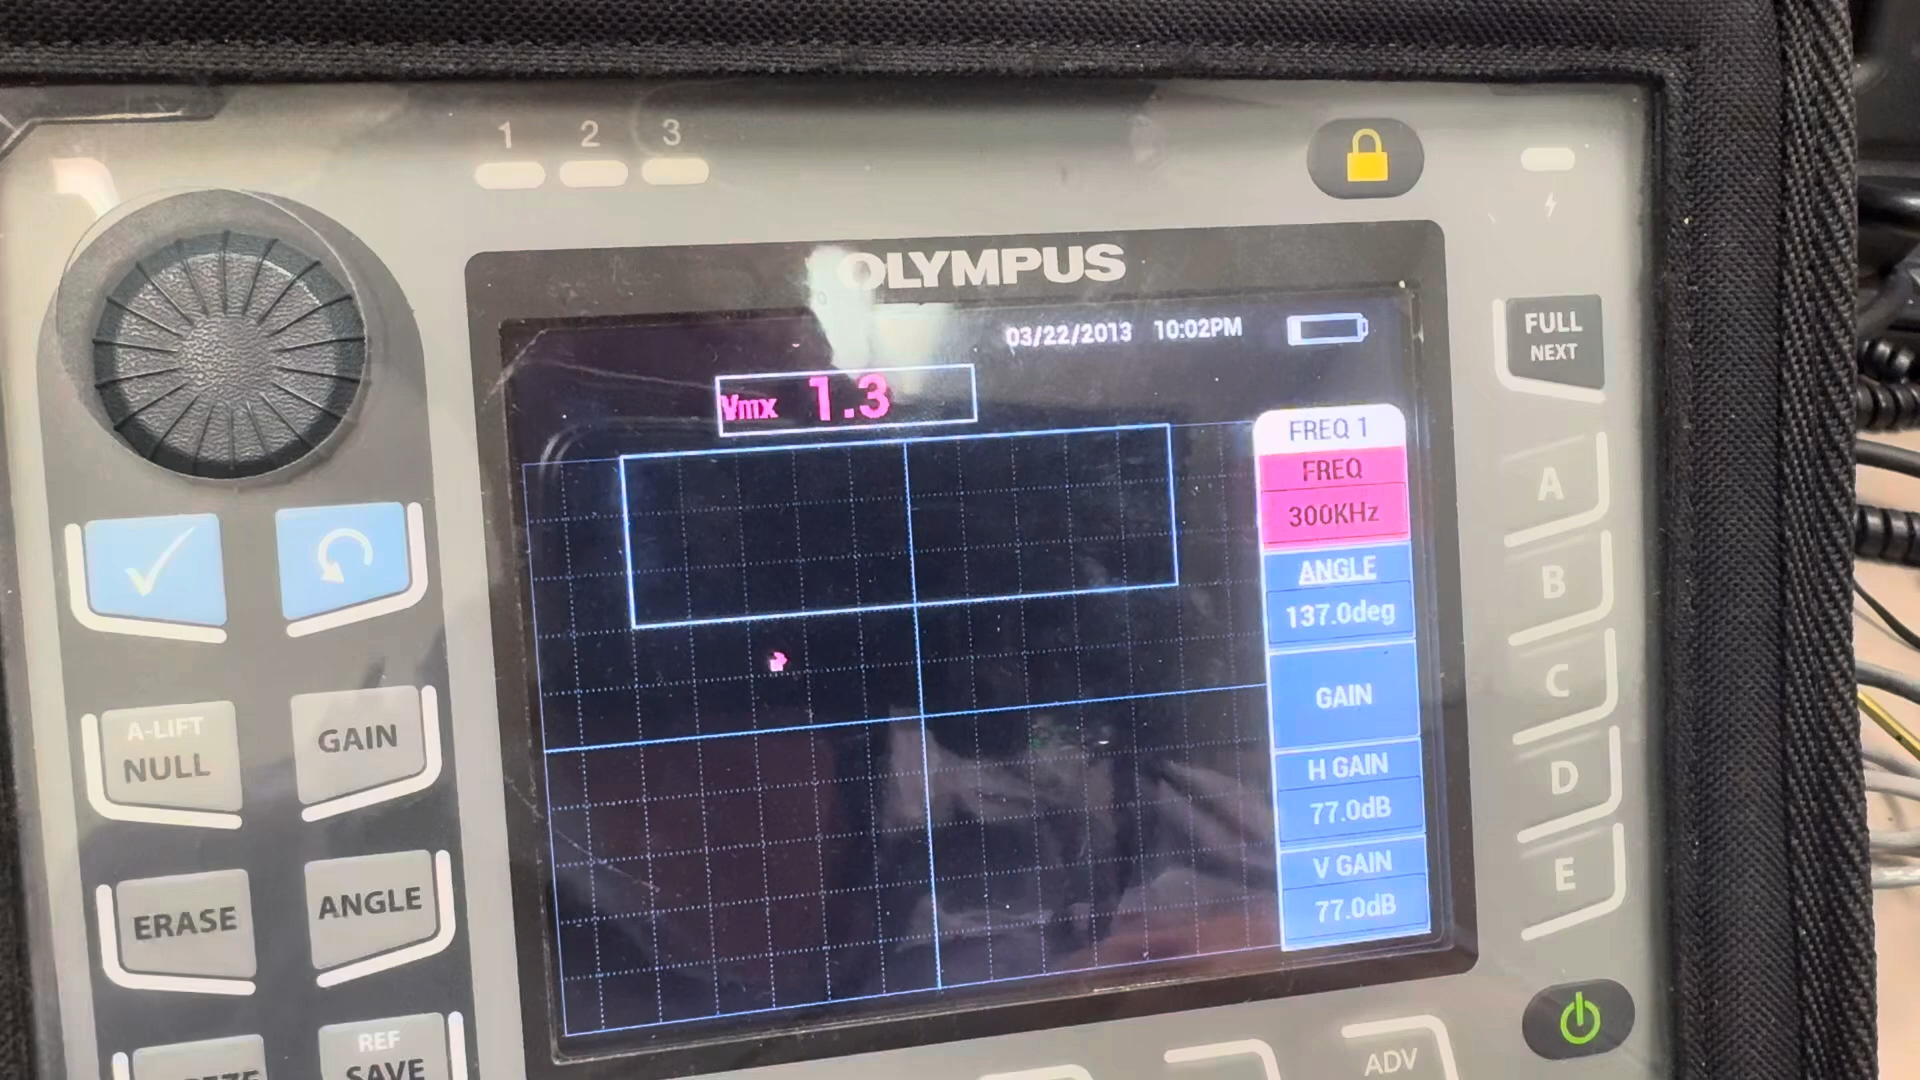 1 2 3
OLYMPUS
03/22/2013 10:02PM
Vmx 1.3
FREQ 1
FREQ
300KHz
ANGLE
137.0deg
GAIN
H GAIN
77.0dB
V GAIN
77.0dB
FULL
NEXT
A
B
C
D
E
A-LIFT
NULL
GAIN
ERASE
ANGLE
REF
SAVE
ADV